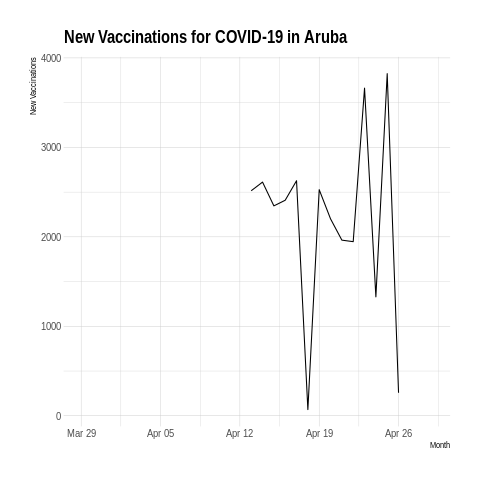 New Vaccinations for COVID-19 in Aruba
New Vaccinations
4000
3000
2000
1000
0
Mar 29 Apr 05 Apr 12 Apr 19 Apr 26
Month